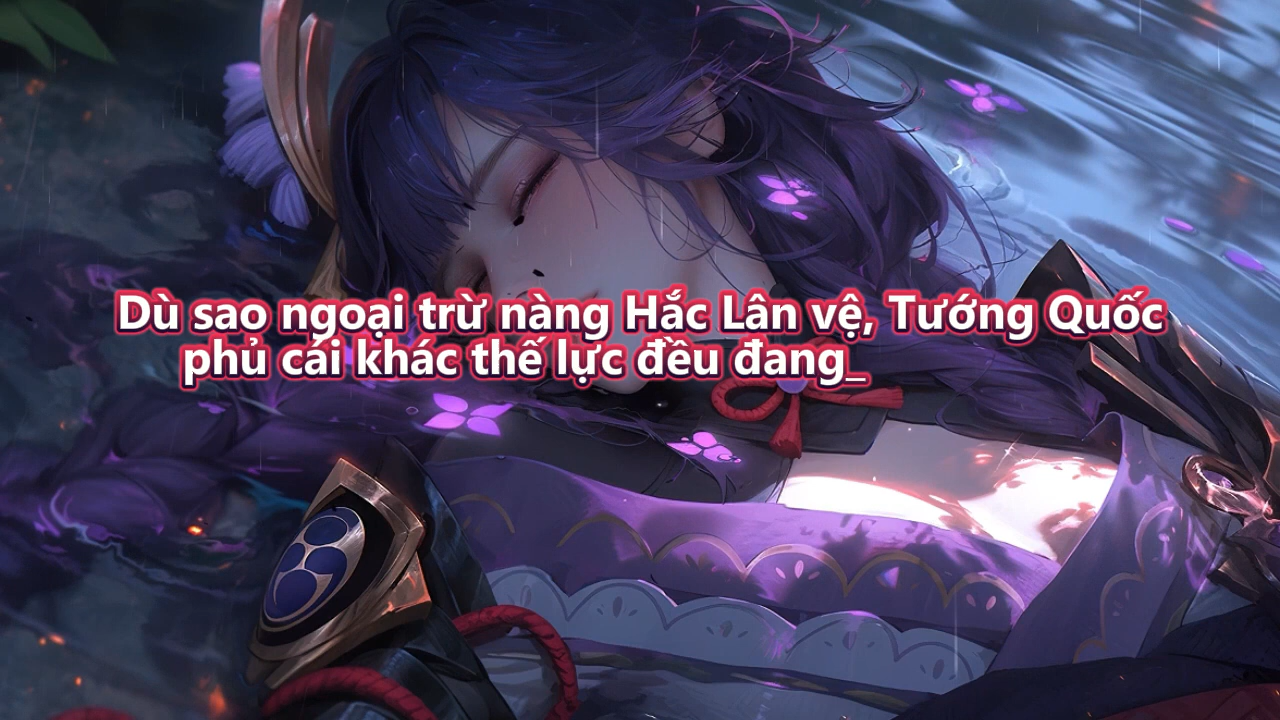 Dù sao ngoại trừ nàng Hắc Lân vệ, Tướng Quốc
phủ cái khác thế lực đều đang_